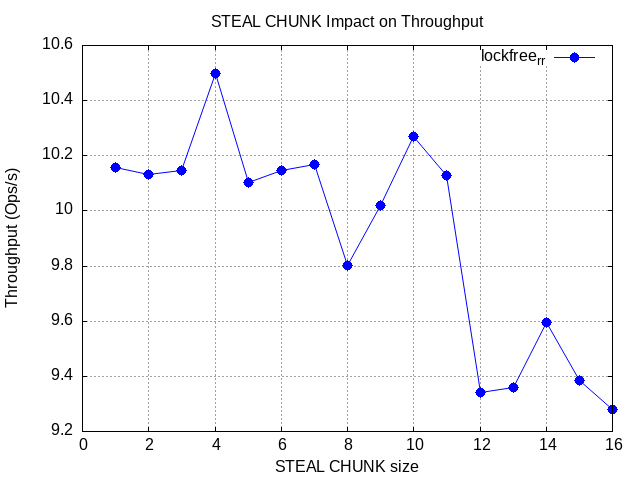 STEAL CHUNK Impact on Throughput
lockfree_rr
Throughput (Ops/s)
10.6
10.4
10.2
10
9.8
9.6
9.4
9.2
0 2 4 6 8 10 12 14 16
STEAL CHUNK size